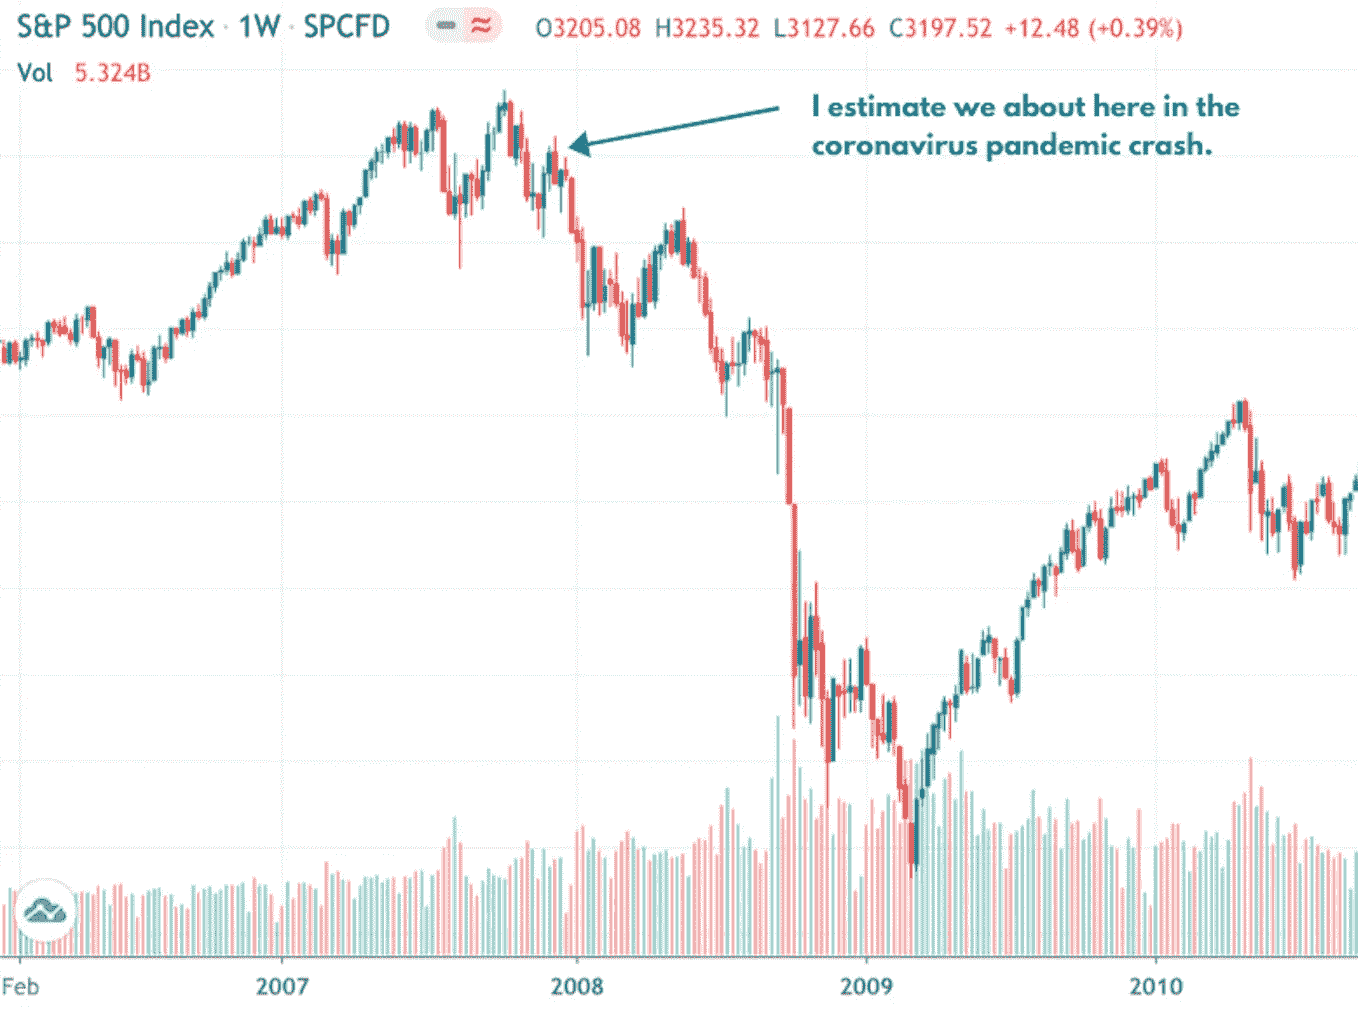 S&P 500 Index · 1W · SPCFD O3205.08 H3235.32 L3127.66 C3197.52 +12.48 (+0.39%)
Vol 5.324B
I estimate we about here in the
coronavirus pandemic crash.
Feb 2007 2008 2009 2010